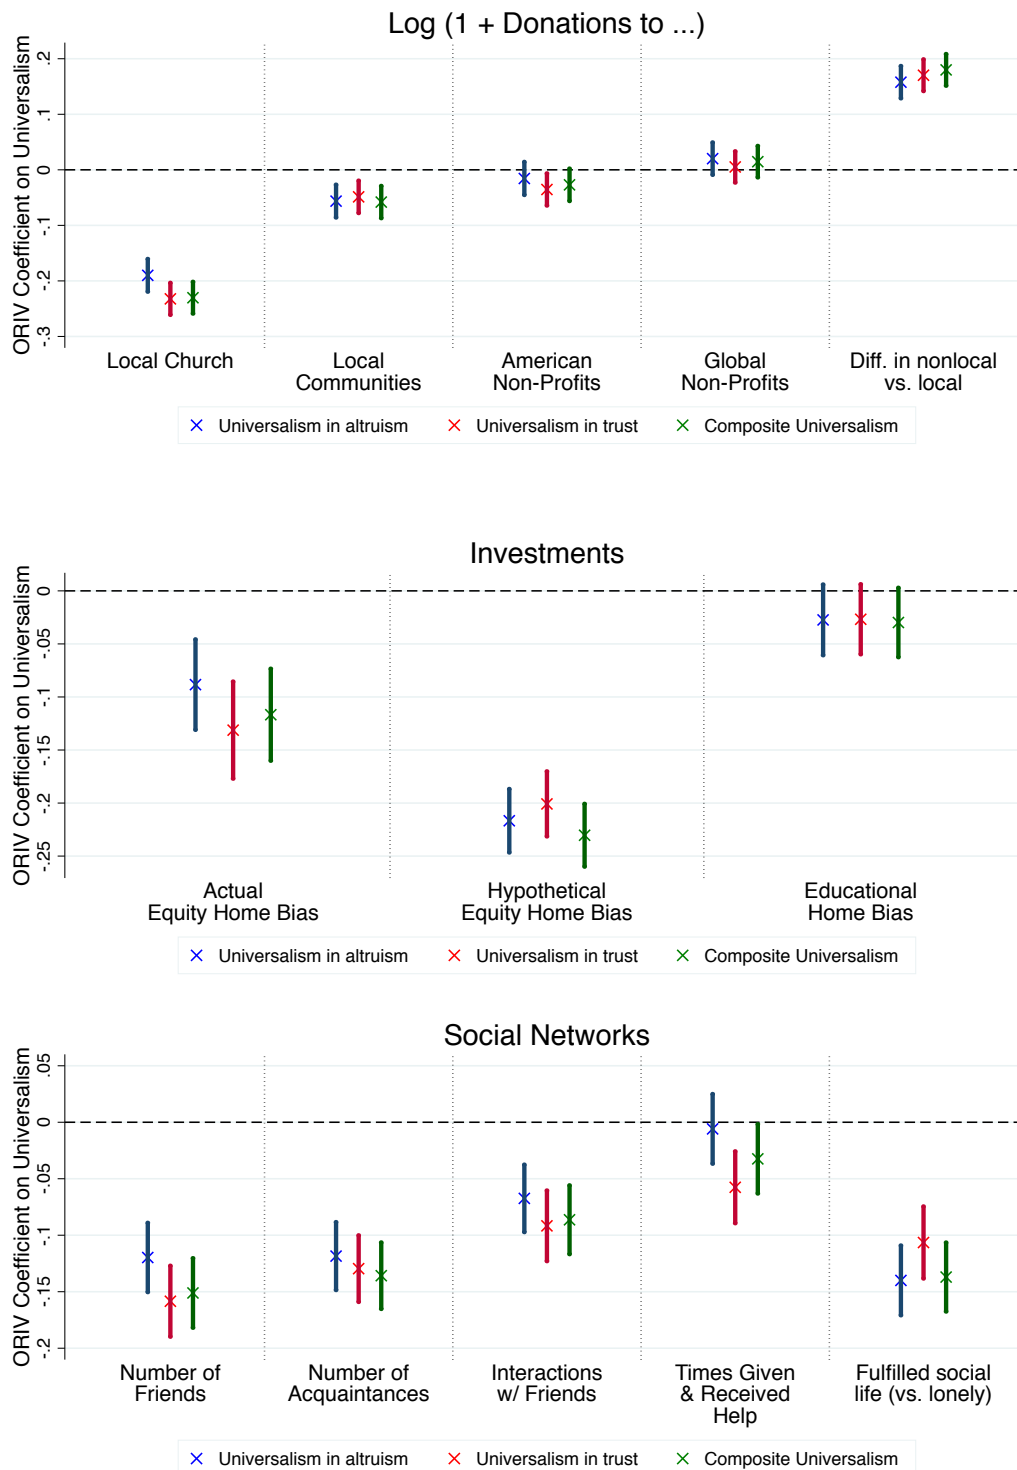 Log (1 + Donations to ...)
ORIV Coefficient on Universalism
.2
.1
0
-.1
-.2
-.3
Local Church
Local
Communities
American
Non-Profits
Global
Non-Profits
Diff. in nonlocal
vs. local
Universalism in altruism
Universalism in trust
Composite Universalism
Investments
ORIV Coefficient on Universalism
0
-.05
-.1
-.15
-.2
-.25
Actual
Equity Home Bias
Hypothetical
Equity Home Bias
Educational
Home Bias
Universalism in altruism
Universalism in trust
Composite Universalism
Social Networks
ORIV Coefficient on Universalism
.05
0
-.05
-.1
-.15
-.2
Number of
Friends
Number of
Acquaintances
Interactions
w/ Friends
Times Given
& Received
Help
Fulfilled social
life (vs. lonely)
Universalism in altruism
Universalism in trust
Composite Universalism